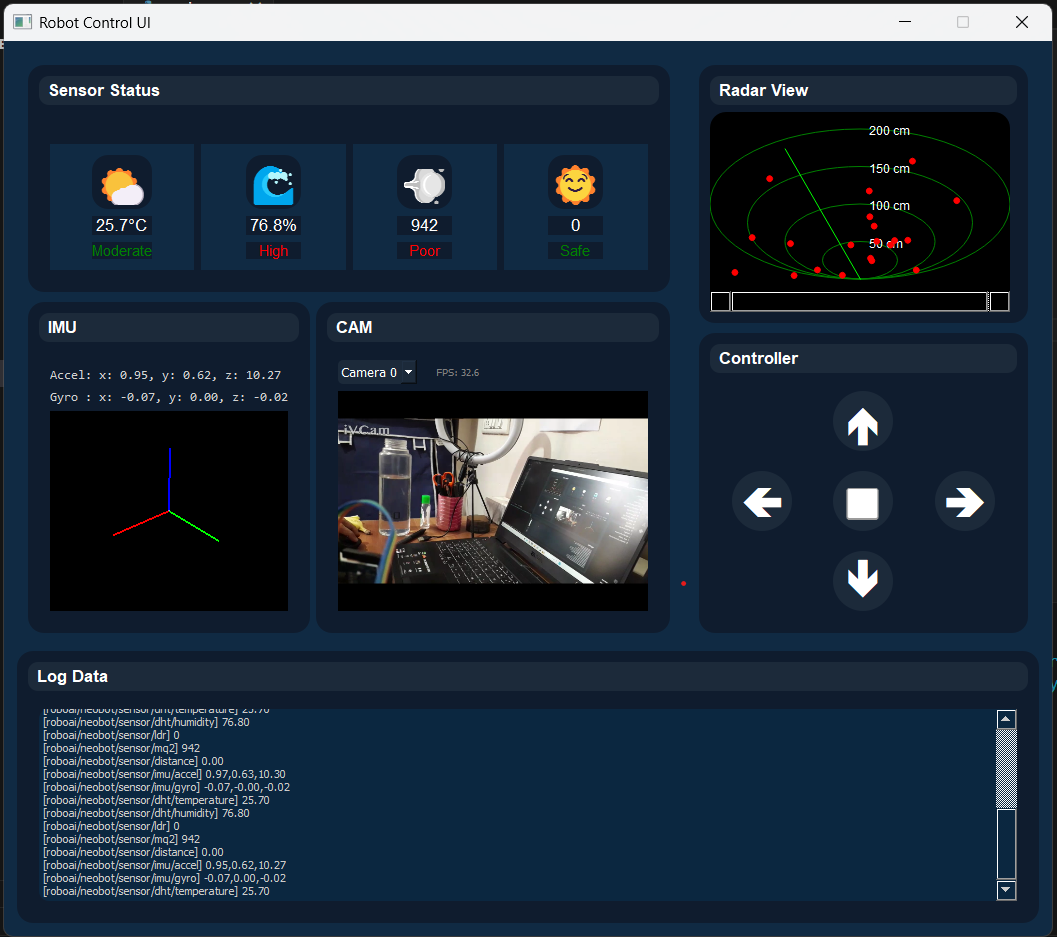 Robot Control UI
Sensor Status
25.7°C
Moderate
76.8%
High
942
Poor
0
Safe
Radar View
200 cm
150 cm
100 cm
50 cm
IMU
Accel: x: 0.95, y: 0.62, z: 10.27
Gyro : x: -0.07, y: 0.00, z: -0.02
CAM
Camera 0
FPS: 32.6
iVCam
Controller
Log Data
[roboai/neobot/sensor/dht/temperature] 25.70
[roboai/neobot/sensor/dht/humidity] 76.80
[roboai/neobot/sensor/ldr] 0
[roboai/neobot/sensor/mq2] 942
[roboai/neobot/sensor/distance] 0.00
[roboai/neobot/sensor/imu/accel] 0.97,0.63,10.30
[roboai/neobot/sensor/imu/gyro] -0.07,-0.00,-0.02
[roboai/neobot/sensor/dht/temperature] 25.70
[roboai/neobot/sensor/dht/humidity] 76.80
[roboai/neobot/sensor/ldr] 0
[roboai/neobot/sensor/mq2] 942
[roboai/neobot/sensor/distance] 0.00
[roboai/neobot/sensor/imu/accel] 0.95,0.62,10.27
[roboai/neobot/sensor/imu/gyro] -0.07,0.00,-0.02
[roboai/neobot/sensor/dht/temperature] 25.70